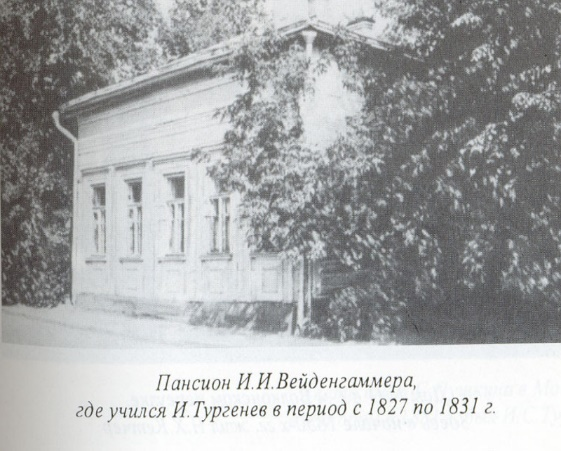 Пансион И.И.Вейденгаммера,
где учился И.Тургенев в период с 1827 по 1831 г.